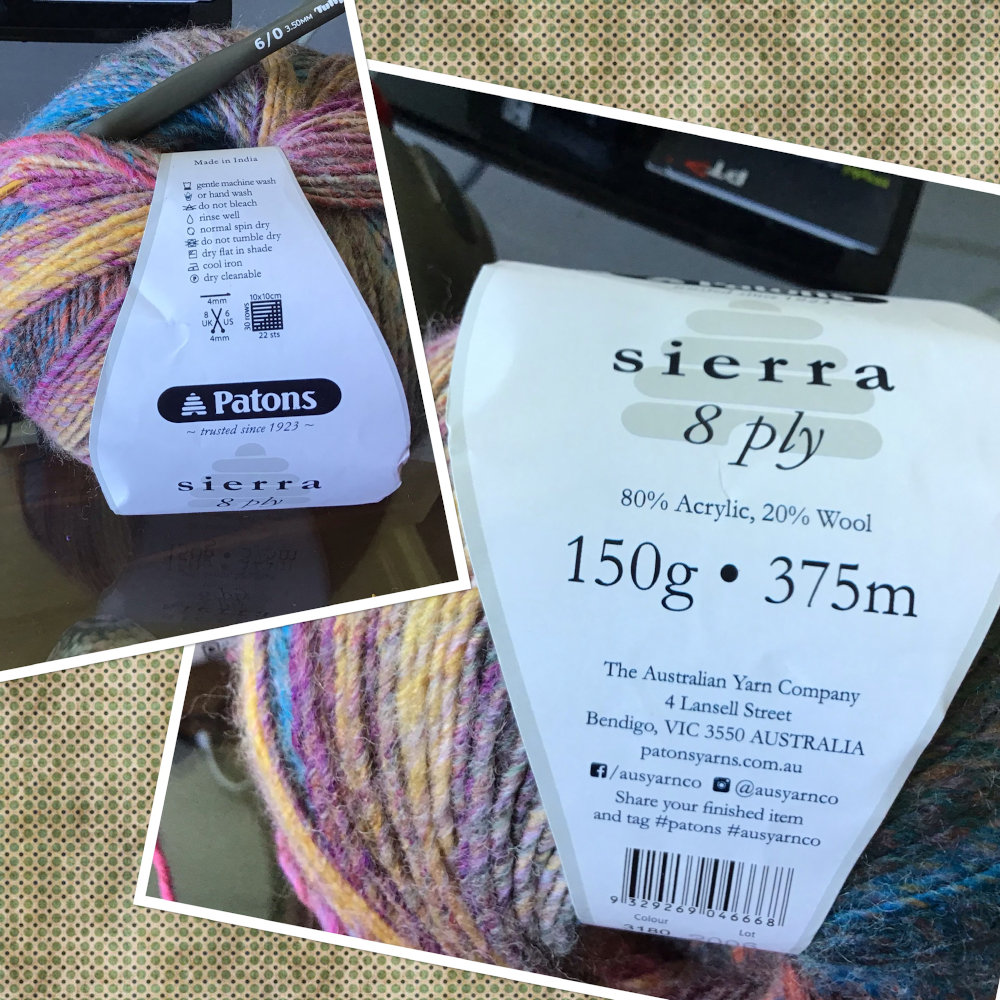 6/0 3.50MM Tulip
Made in India
gentle machine wash
or hand wash
do not bleach
rinse well
normal spin dry
do not tumble dry
dry flat in shade
cool iron
dry cleanable
4mm
8 6
UK US
4mm
10x10cm
30 rows
22 sts
Patons
~ trusted since 1923 ~
sierra
8 ply
Patons
sierra
8 ply
80% Acrylic, 20% Wool
150g • 375m
The Australian Yarn Company
4 Lansell Street
Bendigo, VIC 3550 AUSTRALIA
patonsyarns.com.au
/ausyarnco @ausyarnco
Share your finished item
and tag #patons #ausyarnco
9 329269 046668
Colour Lot
3180